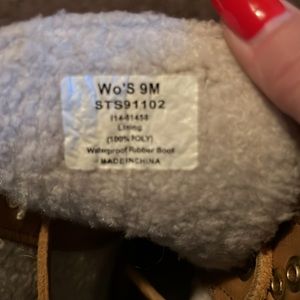 Wo'S 9M
STS91102
Lining
(100% POLY)
Waterproof Rubber Boot
MADE IN CHINA